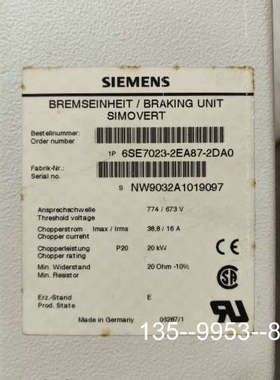 SIEMENS
BREMSEINHEIT / BRAKING UNIT
SIMOVERT
Bestellnummer:
Order number
1P 6SE7023-2EA87-2DA0
Fabrik-Nr.:
Serial no.
S NW9032A1019097
Ansprechschwelle 774 / 673 V
Threshold voltage
Chopperstrom Imax / Irms 38,8 / 16 A
Chopper current
Chopperleistung P20 20 kW
Chopper rating
Min. Widerstand 20 Ohm -10%
Min. Resistor
Erz.-Stand E
Prod. State
Made in Germany
135--9953--8